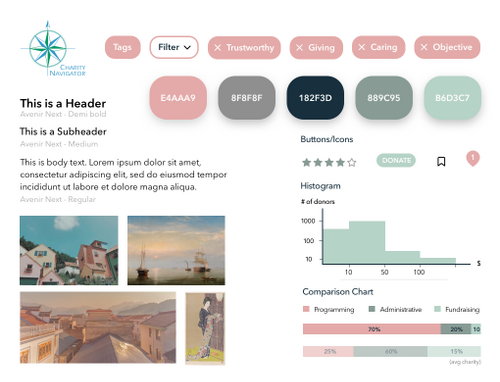 CHARITY
NAVIGATOR
Tags
Filter
× Trustworthy
× Giving
× Caring
× Objective
E4AAA9
8F8F8F
182F3D
889C95
B6D3C7
This is a Header
Avenir Next - Demi bold
This is a Subheader
Avenir Next - Medium
This is body text. Lorem ipsum dolor sit amet,
consectetur adipiscing elit, sed do eiusmod tempor
incididunt ut labore et dolore magna aliqua.
Avenir Next - Regular
Buttons/Icons
DONATE
1
Histogram
# of donors
1000
100
10
10
50
100
$
Comparison Chart
Programming
Administrative
Fundraising
70%
20%
10
25%
60%
15%
(avg charity)